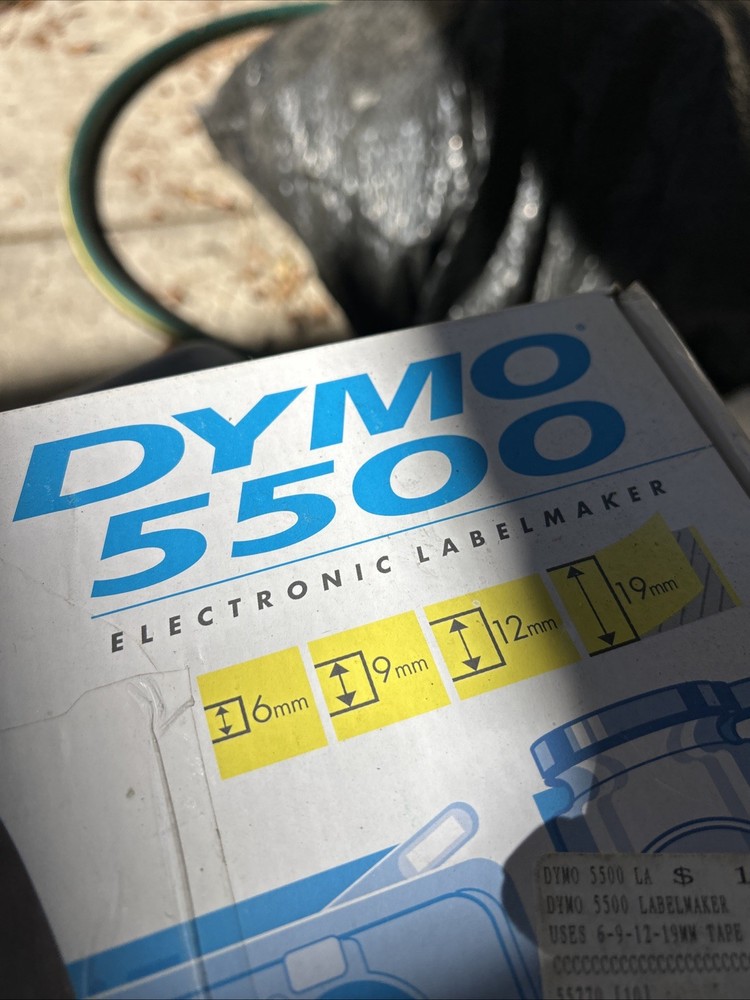 DYMO
5500
ELECTRONIC LABELMAKER
6mm 9mm 12mm 19mm
DYMO 5500 LA $ 1
DYMO 5500 LABELMAKER
USES 6-9-12-19MM TAPE